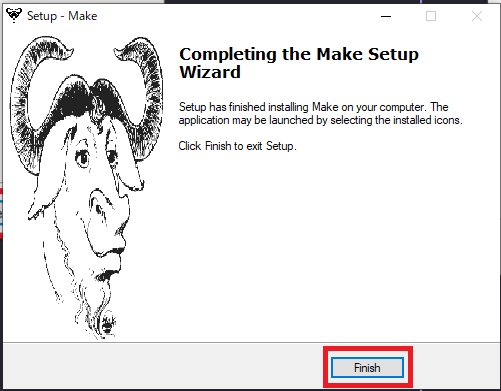 Setup - Make
Completing the Make Setup
Wizard
Setup has finished installing Make on your computer. The
application may be launched by selecting the installed icons.
Click Finish to exit Setup.
Finish